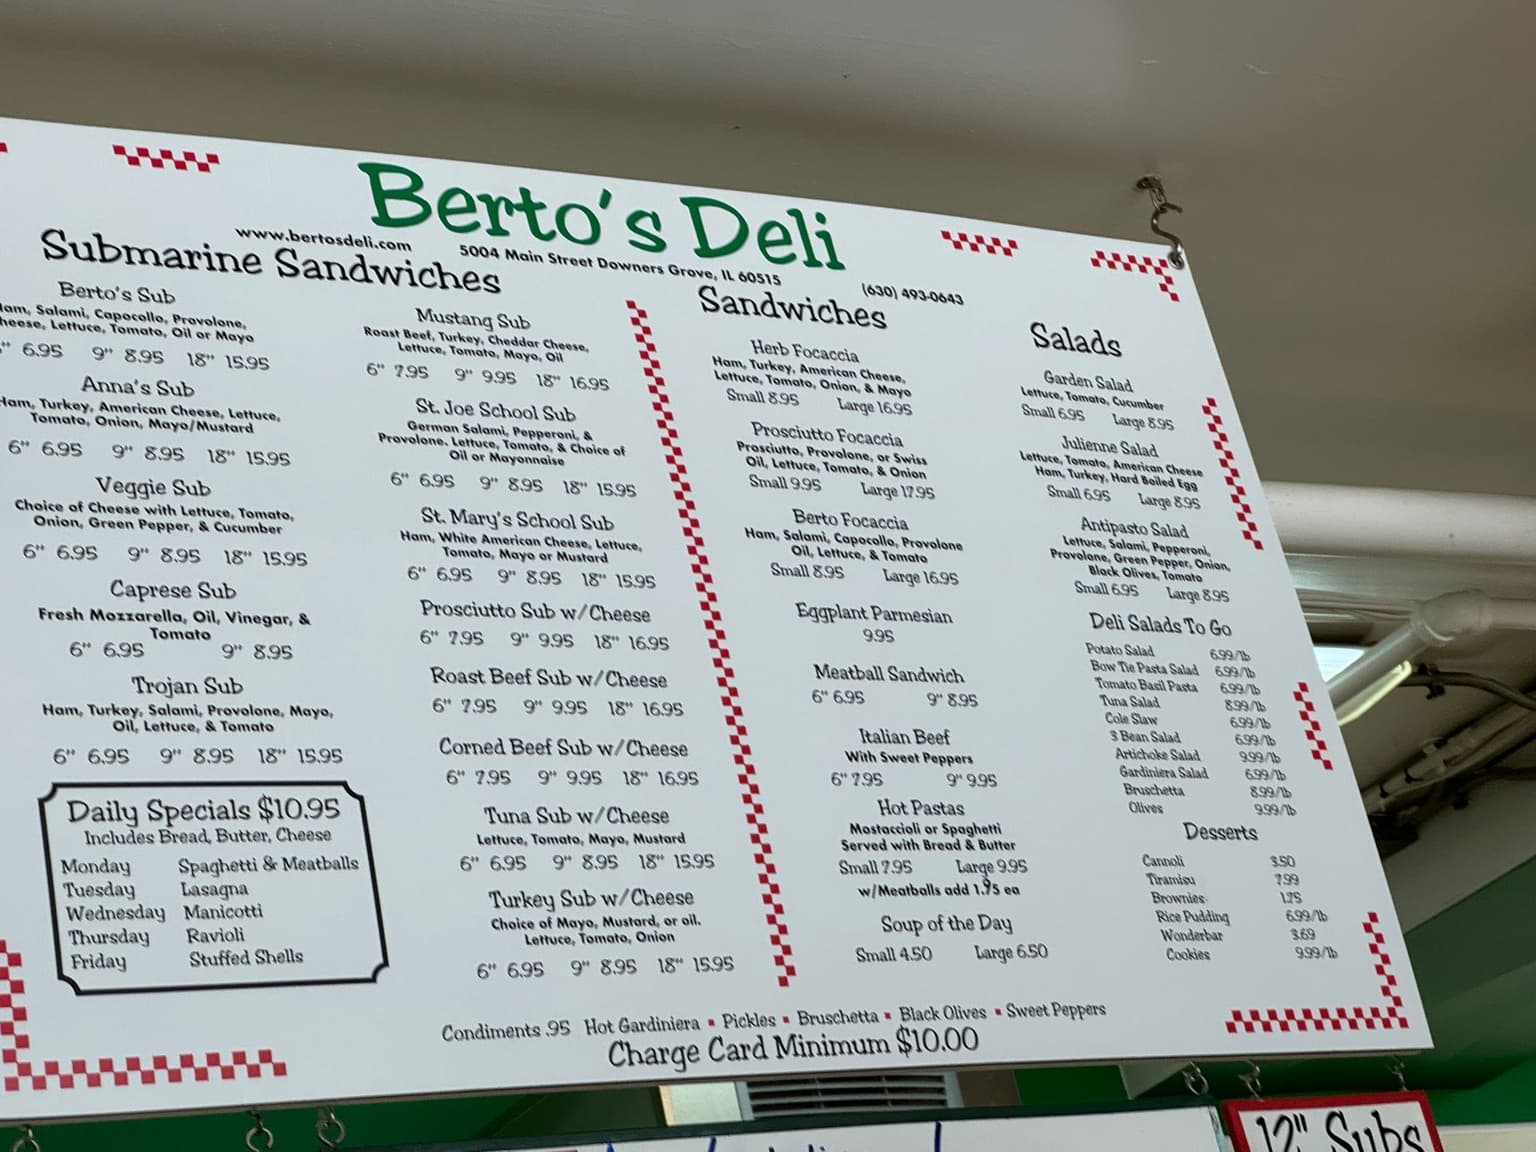 Berto's Deli
www.bertosdeli.com 5004 Main Street Downers Grove, IL 60515 (630) 493-0643
Submarine Sandwiches
Berto's Sub
Ham, Salami, Capocollo, Provolone,
Cheese, Lettuce, Tomato, Oil or Mayo
6.95 9" 8.95 18" 15.95
Anna's Sub
Ham, Turkey, American Cheese, Lettuce,
Tomato, Onion, Mayo/Mustard
6" 6.95 9" 8.95 18" 15.95
Veggie Sub
Choice of Cheese with Lettuce, Tomato,
Onion, Green Pepper, & Cucumber
6" 6.95 9" 8.95 18" 15.95
Caprese Sub
Fresh Mozzarella, Oil, Vinegar, &
Tomato
6" 6.95 9" 8.95
Trojan Sub
Ham, Turkey, Salami, Provolone, Mayo,
Oil, Lettuce, & Tomato
6" 6.95 9" 8.95 18" 15.95
Daily Specials $10.95
Includes Bread, Butter, Cheese
Monday Spaghetti & Meatballs
Tuesday Lasagna
Wednesday Manicotti
Thursday Ravioli
Friday Stuffed Shells
Mustang Sub
Roast Beef, Turkey, Cheddar Cheese,
Lettuce, Tomato, Mayo, Oil
6" 7.95 9" 9.95 18" 16.95
St. Joe School Sub
German Salami, Pepperoni, &
Provolone. Lettuce, Tomato, & Choice of
Oil or Mayonnaise
6" 6.95 9" 8.95 18" 15.95
St. Mary's School Sub
Ham, White American Cheese, Lettuce,
Tomato, Mayo or Mustard
6" 6.95 9" 8.95 18" 15.95
Prosciutto Sub w/Cheese
6" 7.95 9" 9.95 18" 16.95
Roast Beef Sub w/Cheese
6" 7.95 9" 9.95 18" 16.95
Corned Beef Sub w/Cheese
6" 7.95 9" 9.95 18" 16.95
Tuna Sub w/Cheese
Lettuce, Tomato, Mayo, Mustard
6" 6.95 9" 8.95 18" 15.95
Turkey Sub w/Cheese
Choice of Mayo, Mustard, or oil.
Lettuce, Tomato, Onion
6" 6.95 9" 8.95 18" 15.95
Sandwiches
Herb Focaccia
Ham, Turkey, American Cheese,
Lettuce, Tomato, Onion, & Mayo
Small 8.95 Large 16.95
Prosciutto Focaccia
Prosciutto, Provolone, or Swiss
Oil, Lettuce, Tomato, & Onion
Small 9.95 Large 17.95
Berto Focaccia
Ham, Salami, Capocollo, Provolone
Oil, Lettuce, & Tomato
Small 8.95 Large 16.95
Eggplant Parmesian
9.95
Meatball Sandwich
6" 6.95 9" 8.95
Italian Beef
With Sweet Peppers
6" 7.95 9" 9.95
Hot Pastas
Mostaccioli or Spaghetti
Served with Bread & Butter
Small 7.95 Large 9.95
w/Meatballs add 1.95 ea
Soup of the Day
Small 4.50 Large 6.50
Salads
Garden Salad
Lettuce, Tomato, Cucumber
Small 6.95 Large 8.95
Julienne Salad
Lettuce, Tomato, American Cheese
Ham, Turkey, Hard Boiled Egg
Small 6.95 Large 8.95
Antipasto Salad
Lettuce, Salami, Pepperoni,
Provolone, Green Pepper, Onion,
Black Olives, Tomato
Small 6.95 Large 8.95
Deli Salads To Go
Potato Salad 6.99/lb
Bow Tie Pasta Salad 6.99/lb
Tomato Basil Pasta 6.99/lb
Tuna Salad 8.99/lb
Cole Slaw 6.99/lb
3 Bean Salad 6.99/lb
Artichoke Salad 9.99/lb
Gardiniera Salad 6.99/lb
Bruschetta 8.99/lb
Olives 9.99/lb
Desserts
Cannoli 3.50
Tiramisu 7.99
Brownies 1.75
Rice Pudding 6.99/lb
Wonderbar 3.69
Cookies 9.99/lb
Condiments .95 Hot Gardiniera ▪ Pickles ▪ Bruschetta ▪ Black Olives ▪ Sweet Peppers
Charge Card Minimum $10.00
12" Subs